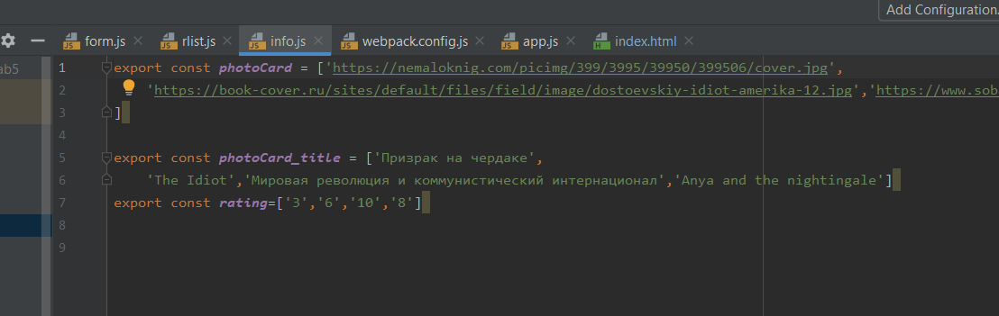 Add Configuration.
form.js rlist.js info.js webpack.config.js app.js index.html
ab5
1 export const photoCard = ['https://nemaloknig.com/picimg/399/3995/39950/399506/cover.jpg',
2 'https://book-cover.ru/sites/default/files/field/image/dostoevskiy-idiot-amerika-12.jpg','https://www.sob
3 ]
4
5 export const photoCard_title = ['Призрак на чердаке',
6 'The Idiot','Мировая революция и коммунистический интернационал','Anya and the nightingale']
7 export const rating=['3','6','10','8']
8
9